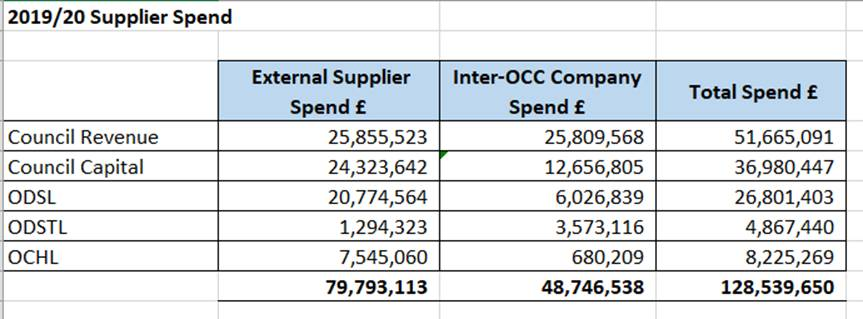 2019/20 Supplier Spend
External Supplier Spend £ Inter-OCC Company Spend £ Total Spend £
Council Revenue 25,855,523 25,809,568 51,665,091
Council Capital 24,323,642 12,656,805 36,980,447
ODSL 20,774,564 6,026,839 26,801,403
ODSTL 1,294,323 3,573,116 4,867,440
OCHL 7,545,060 680,209 8,225,269
79,793,113 48,746,538 128,539,650